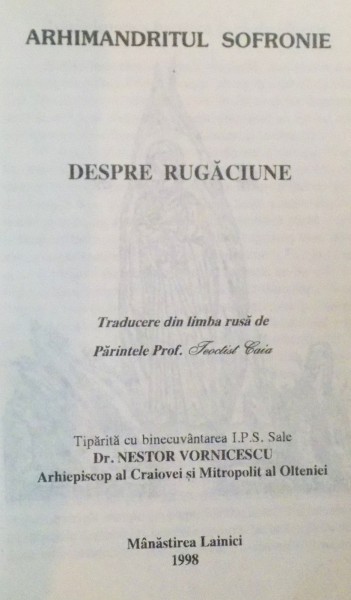 ARHIMANDRITUL SOFRONIE
DESPRE RUGĂCIUNE
Traducere din limba rusă de
Părintele Prof. Teoctist Caia
Tipărită cu binecuvântarea I.P.S. Sale
Dr. NESTOR VORNICESCU
Arhiepiscop al Craiovei și Mitropolit al Olteniei
Mânăstirea Lainici
1998